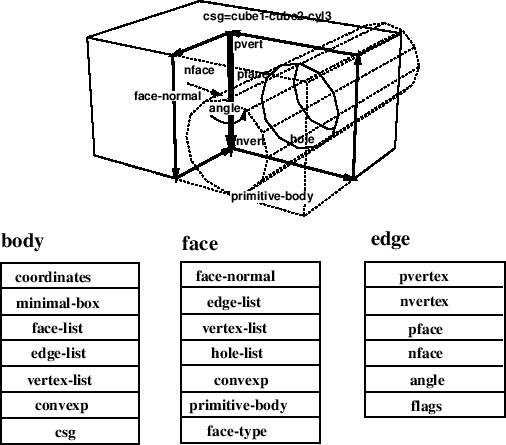 csg=cube1-cube2-cyl3
pvert
nface
plane
face-normal
angle
nvert
hole
primitive-body
body
coordinates
minimal-box
face-list
edge-list
vertex-list
convexp
csg
face
face-normal
edge-list
vertex-list
hole-list
convexp
primitive-body
face-type
edge
pvertex
nvertex
pface
nface
angle
flags